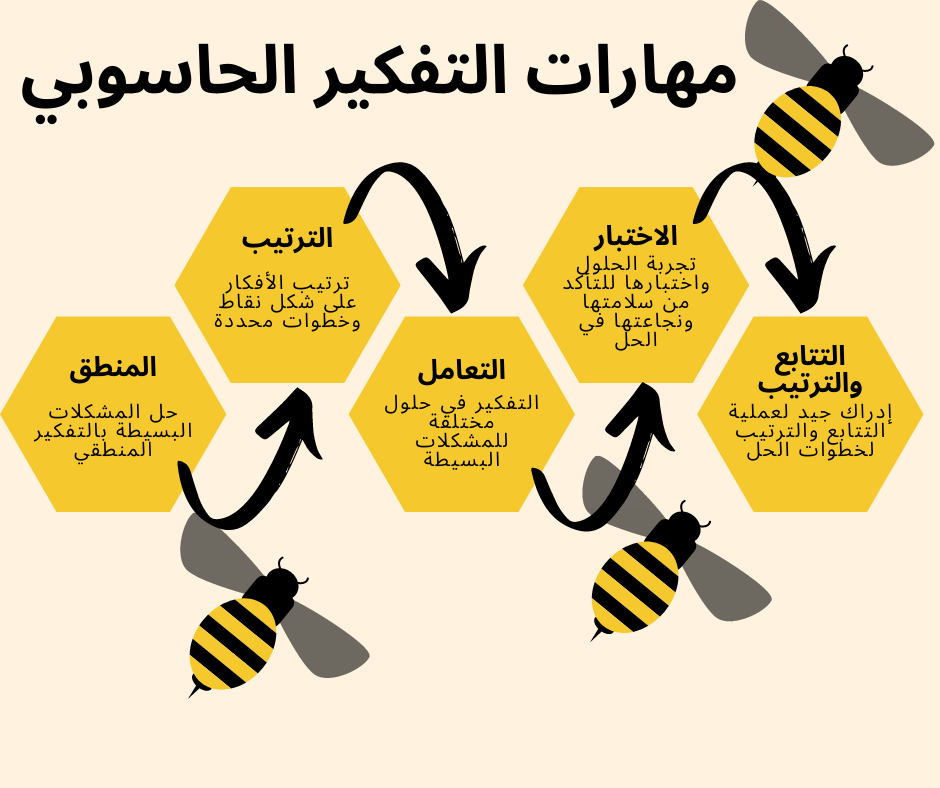 مهارات التفكير الحاسوبي
المنطق
حل المشكلات
البسيطة بالتفكير
المنطقي
الترتيب
ترتيب الأفكار
على شكل نقاط
وخطوات محددة
التعامل
التفكير في حلول
مختلفة
للمشكلات
البسيطة
الاختبار
تجربة الحلول
واختبارها للتأكد
من سلامتها
ونجاعتها في
الحل
التتابع
والترتيب
إدراك جيد لعملية
التتابع والترتيب
لخطوات الحل